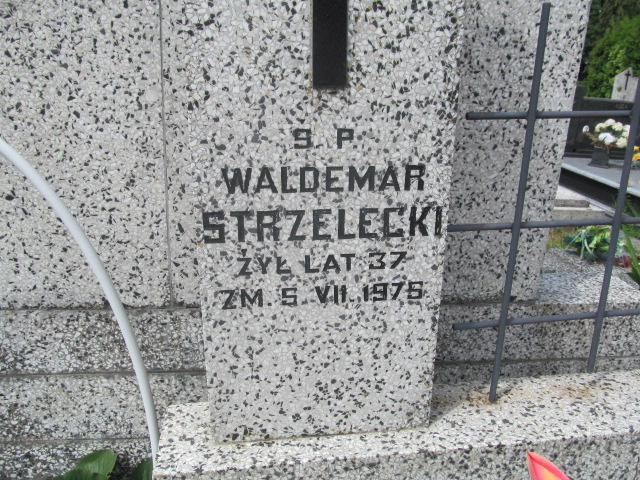 S P
WALDEMAR
STRZELECKI
ŻYŁ LAT 37
ZM. 5 VII 1975